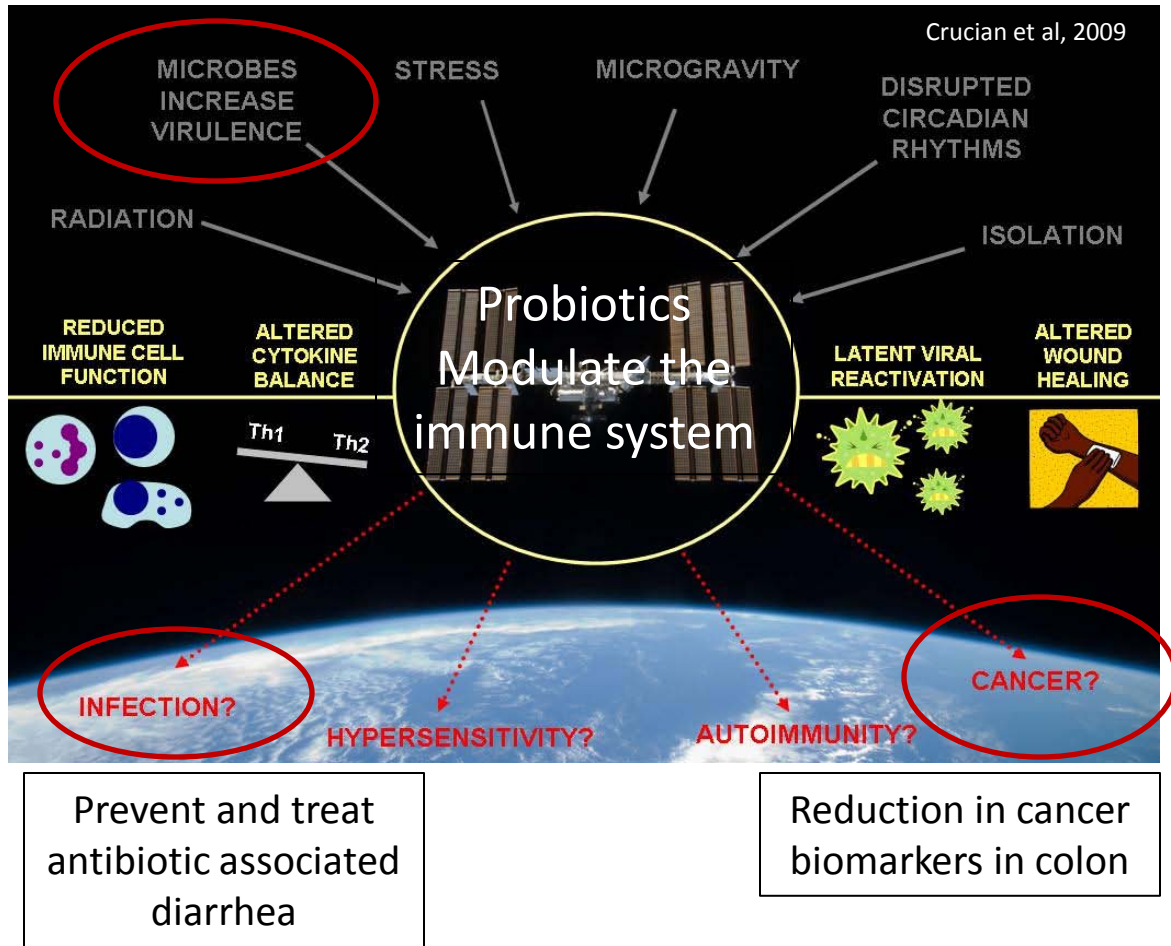 Crucian et al, 2009
MICROBES
INCREASE
VIRULENCE
STRESS
MICROGRAVITY
DISRUPTED
CIRCADIAN
RHYTHMS
RADIATION
ISOLATION
Probiotics
Modulate the
immune system
REDUCED
IMMUNE CELL
FUNCTION
ALTERED
CYTOKINE
BALANCE
Th1
Th2
LATENT VIRAL
REACTIVATION
ALTERED
WOUND
HEALING
INFECTION?
HYPERSENSITIVITY?
AUTOIMMUNITY?
CANCER?
Prevent and treat
antibiotic associated
diarrhea
Reduction in cancer
biomarkers in colon